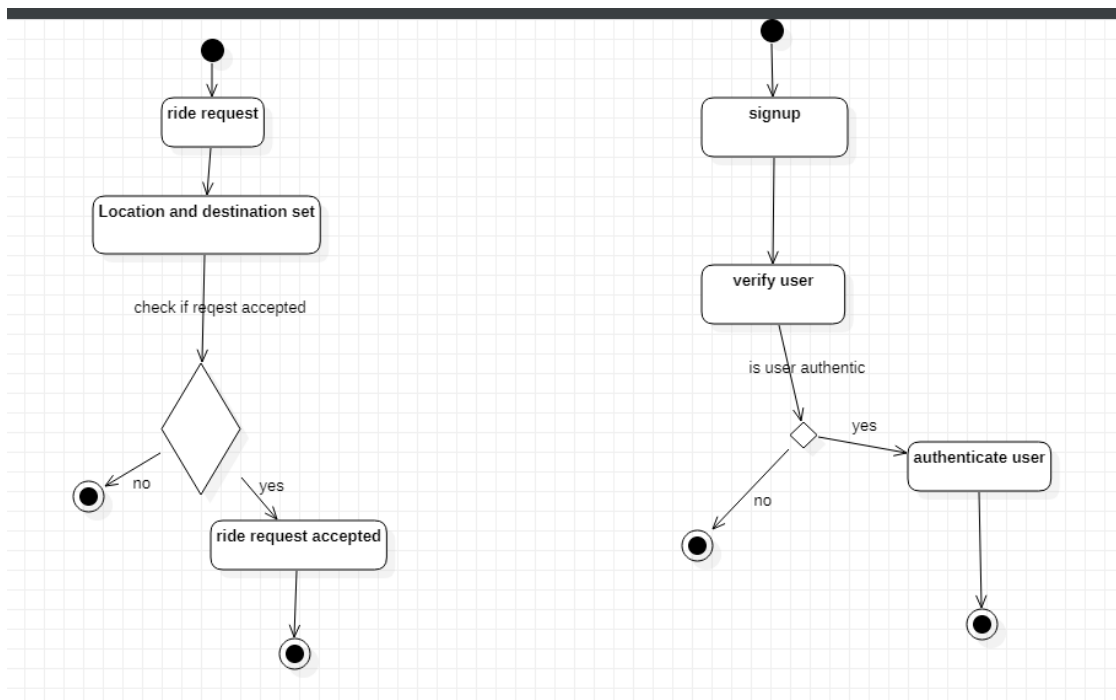 ride request
Location and destination set
check if reqest accepted
no
yes
ride request accepted
signup
verify user
is user authentic
yes
authenticate user
no